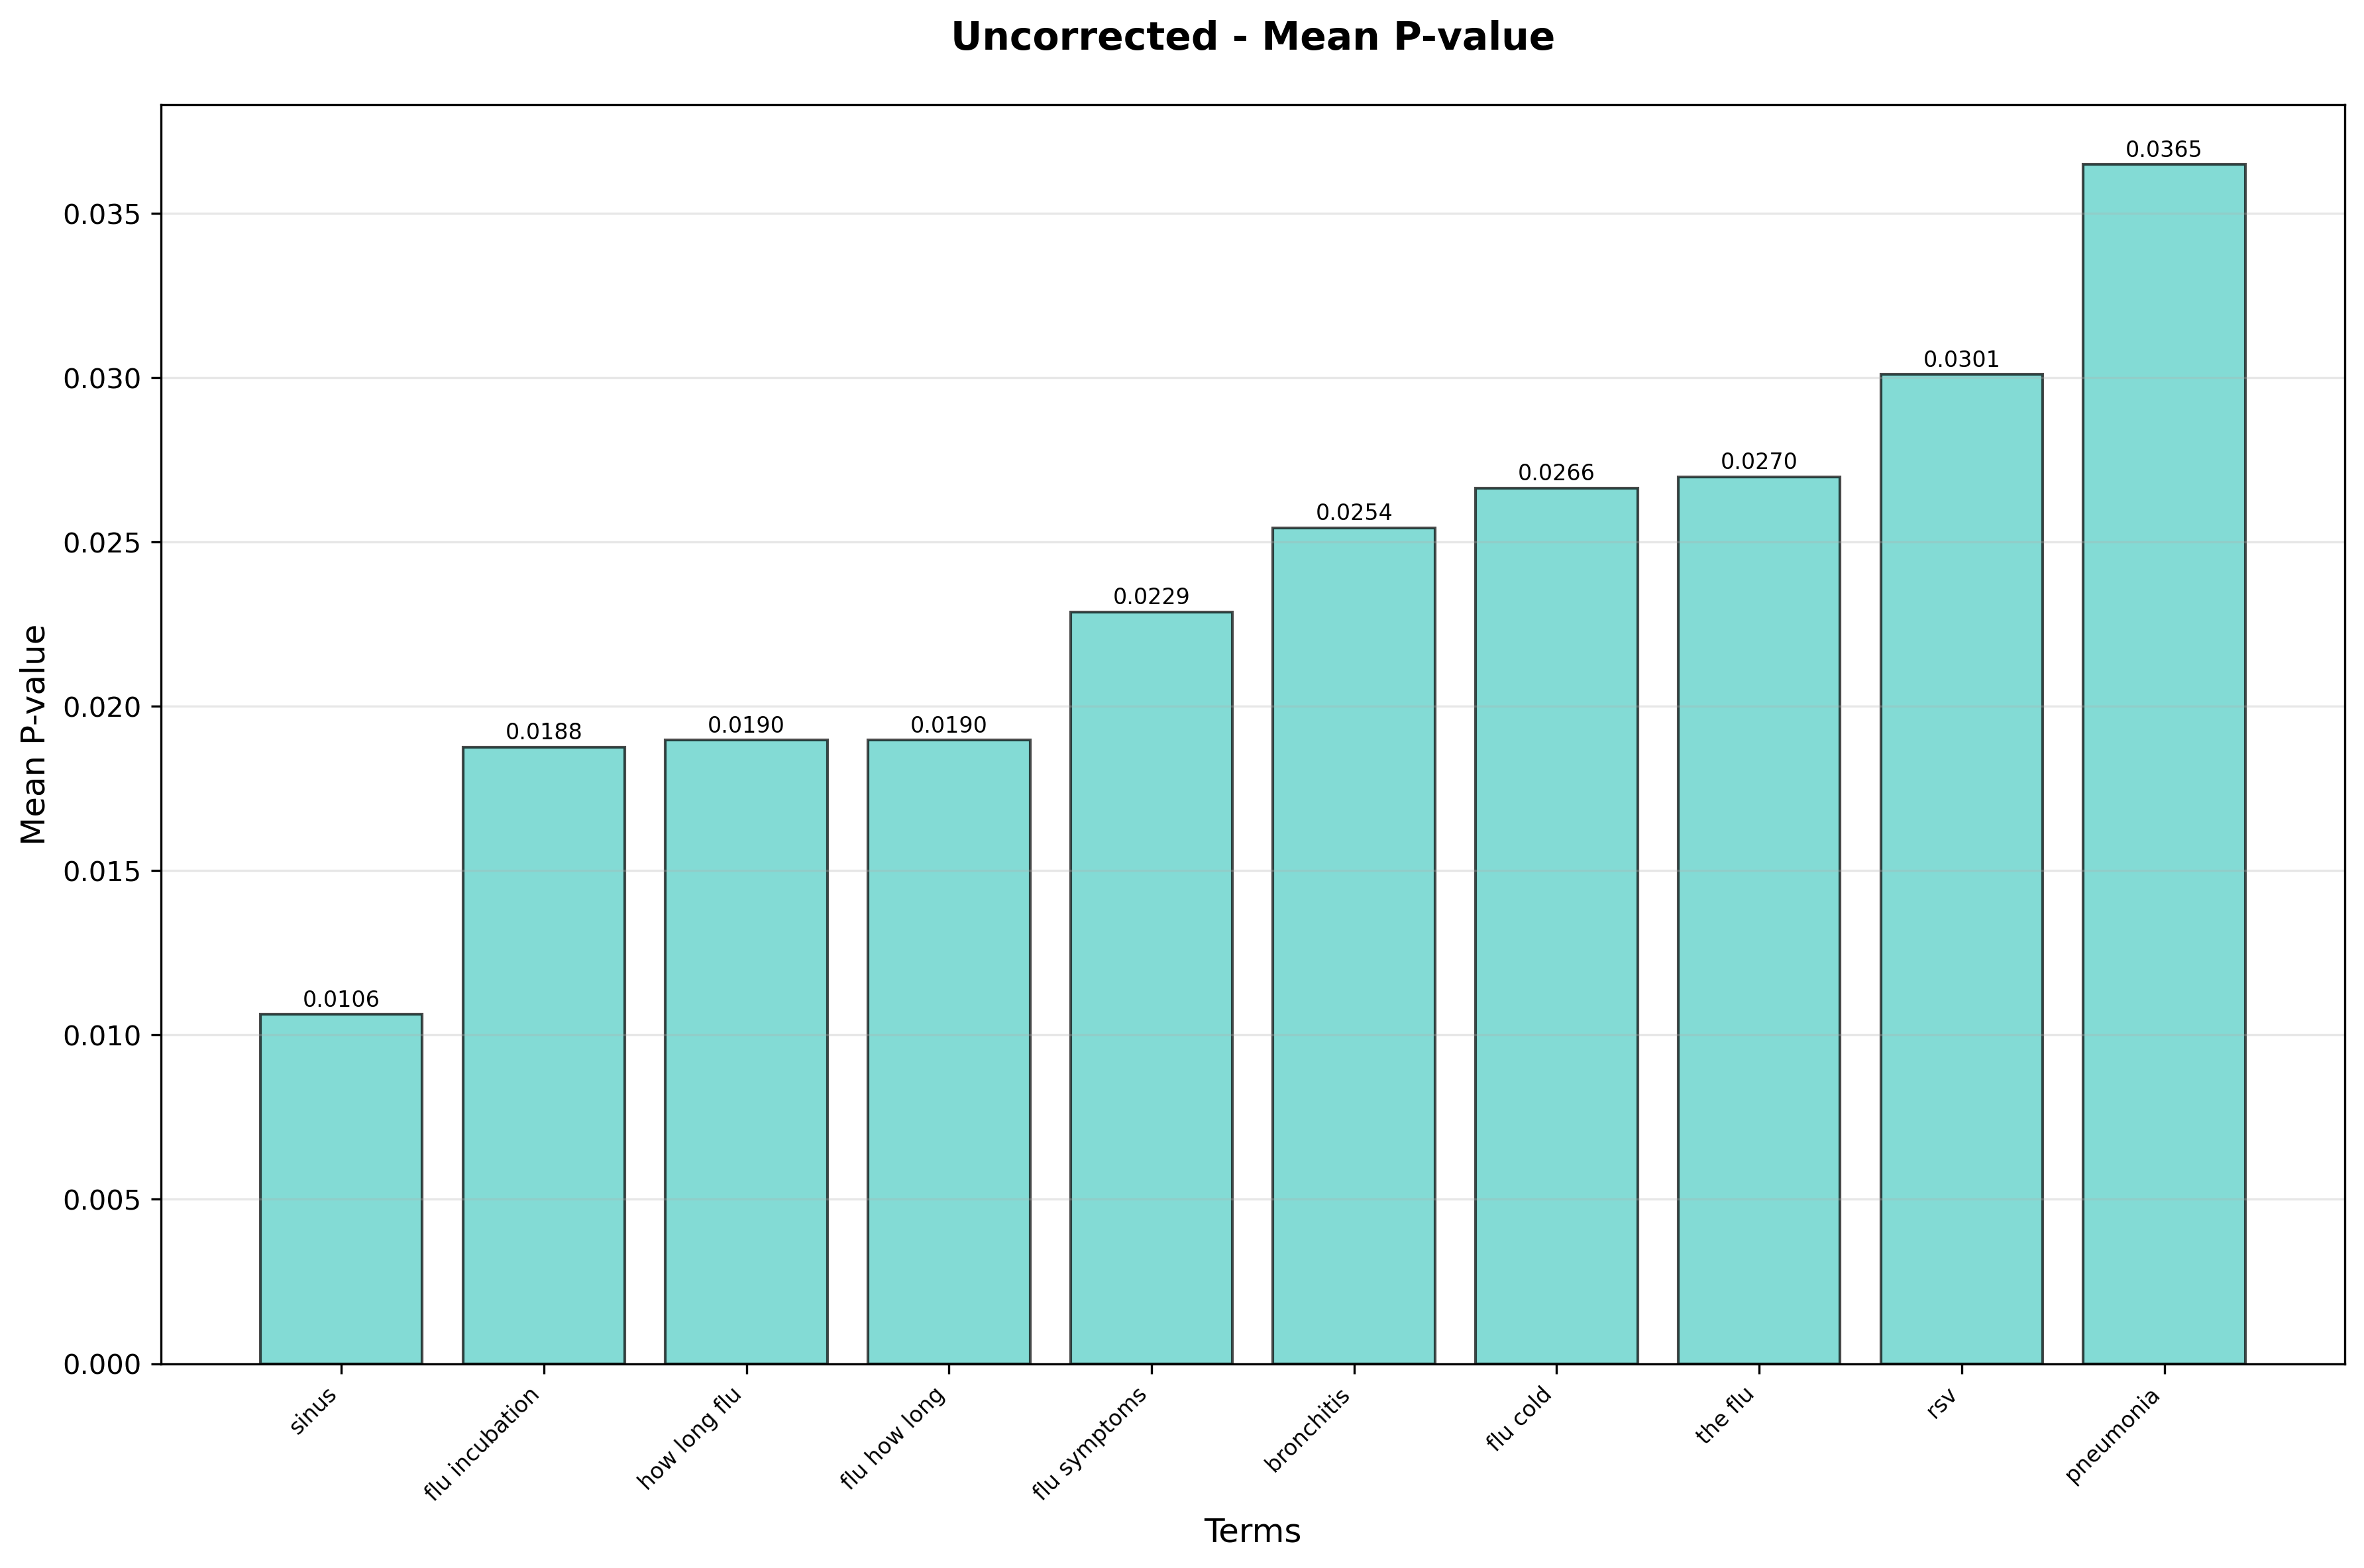 Uncorrected - Mean P-value
Mean P-value
0.035
0.030
0.025
0.020
0.015
0.010
0.005
0.000
0.0106
0.0188
0.0190
0.0190
0.0229
0.0254
0.0266
0.0270
0.0301
0.0365
sinus
flu incubation
how long flu
flu how long
flu symptoms
bronchitis
flu cold
the flu
rsv
pneumonia
Terms